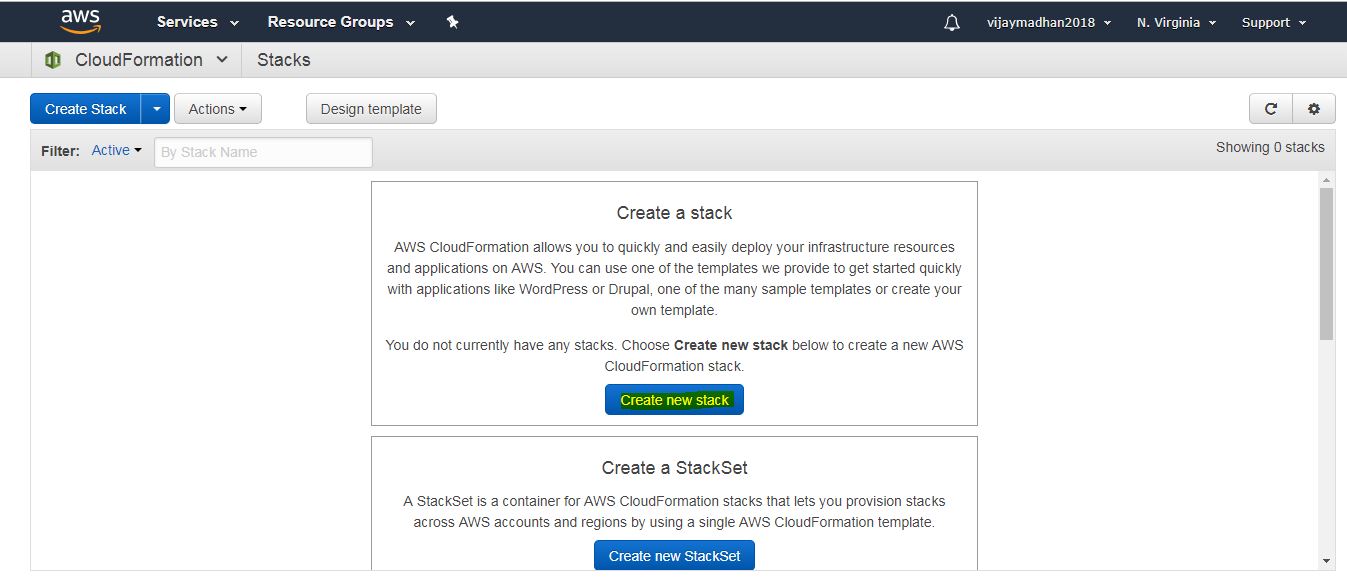 aws Services Resource Groups vijaymadhan2018 N. Virginia Support
CloudFormation Stacks
Create Stack Actions Design template
Filter: Active By Stack Name Showing 0 stacks
Create a stack
AWS CloudFormation allows you to quickly and easily deploy your infrastructure resources
and applications on AWS. You can use one of the templates we provide to get started quickly
with applications like WordPress or Drupal, one of the many sample templates or create your
own template.
You do not currently have any stacks. Choose Create new stack below to create a new AWS
CloudFormation stack.
Create new stack
Create a StackSet
A StackSet is a container for AWS CloudFormation stacks that lets you provision stacks
across AWS accounts and regions by using a single AWS CloudFormation template.
Create new StackSet